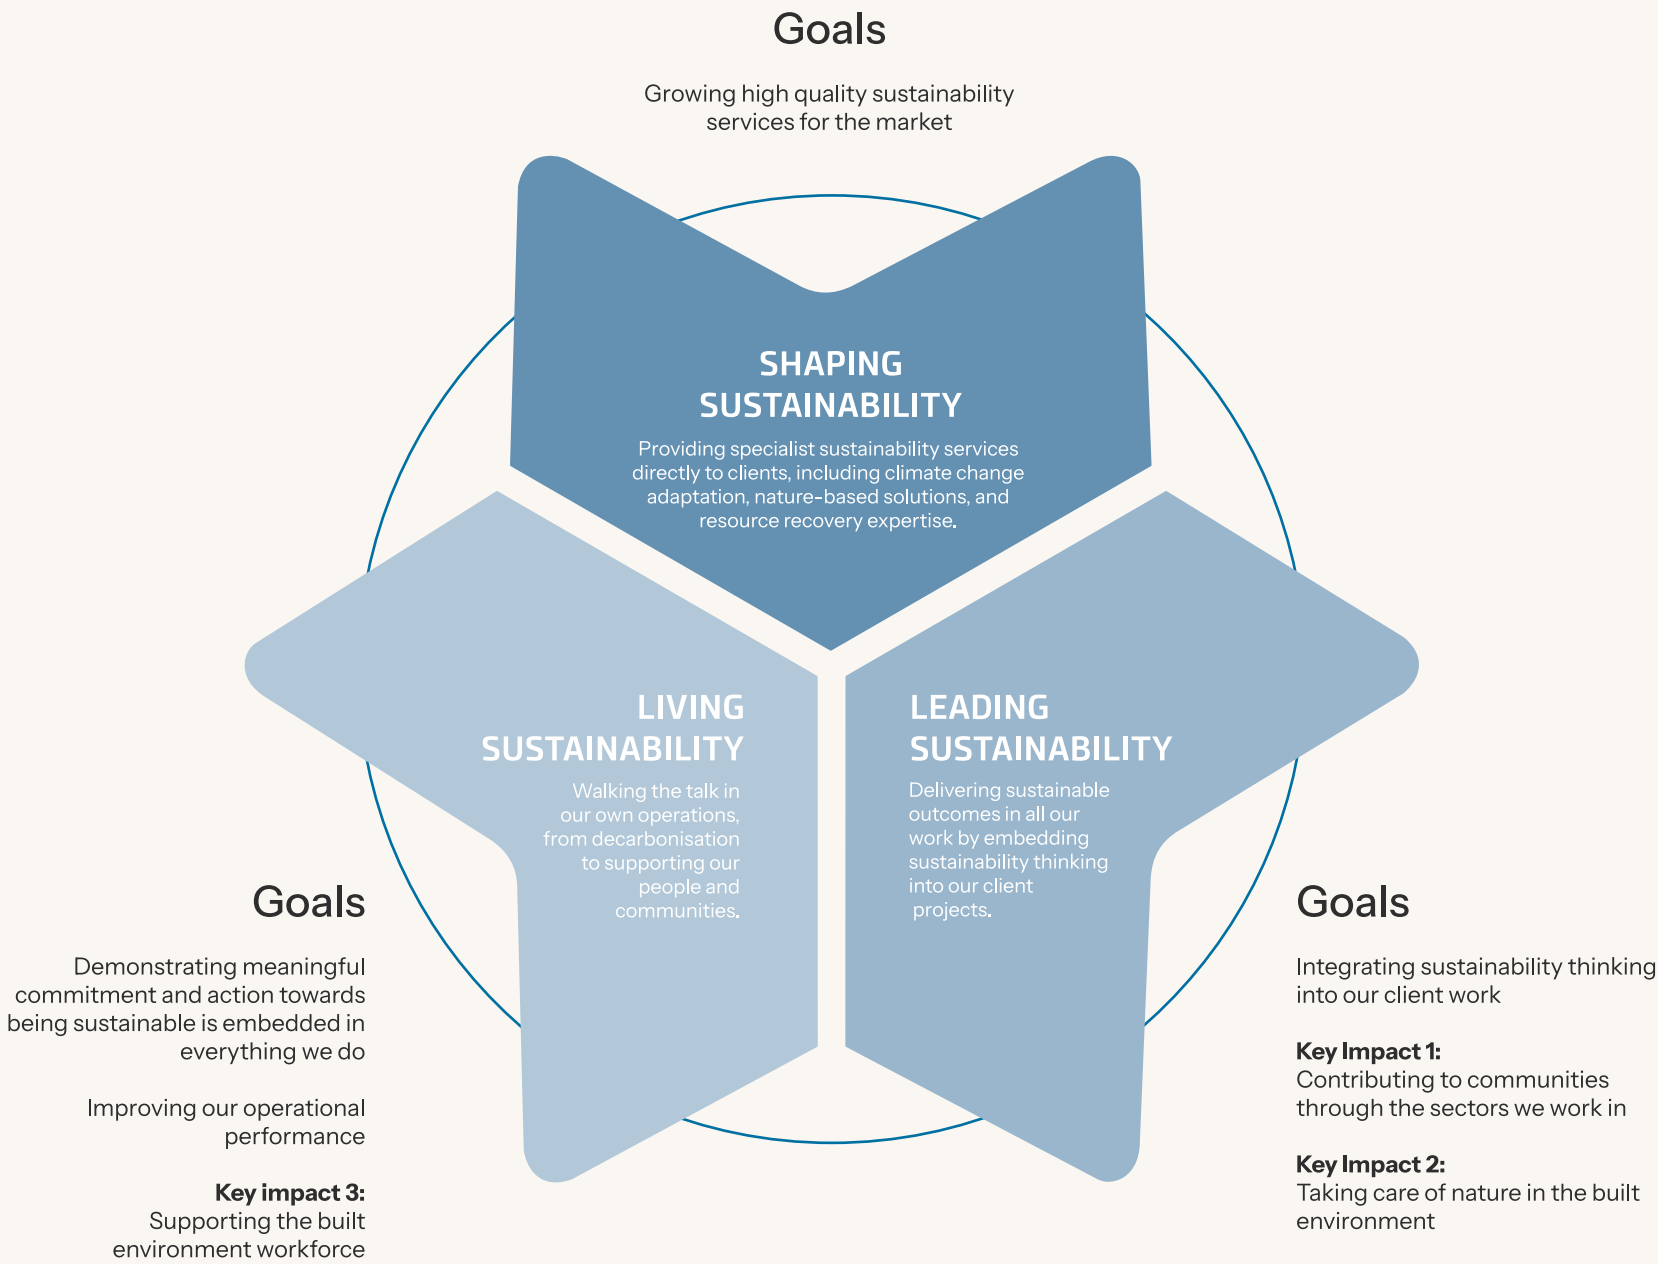 Goals
Growing high quality sustainability
services for the market
SHAPING
SUSTAINABILITY
Providing specialist sustainability services
directly to clients, including climate change
adaptation, nature-based solutions, and
resource recovery expertise.
LIVING
SUSTAINABILITY
Walking the talk in
our own operations,
from decarbonisation
to supporting our
people and
communities.
LEADING
SUSTAINABILITY
Delivering sustainable
outcomes in all our
work by embedding
sustainability thinking
into our client
projects.
Goals
Demonstrating meaningful
commitment and action towards
being sustainable is embedded in
everything we do
Improving our operational
performance
Key impact 3:
Supporting the built
environment workforce
Goals
Integrating sustainability thinking
into our client work
Key Impact 1:
Contributing to communities
through the sectors we work in
Key Impact 2:
Taking care of nature in the built
environment